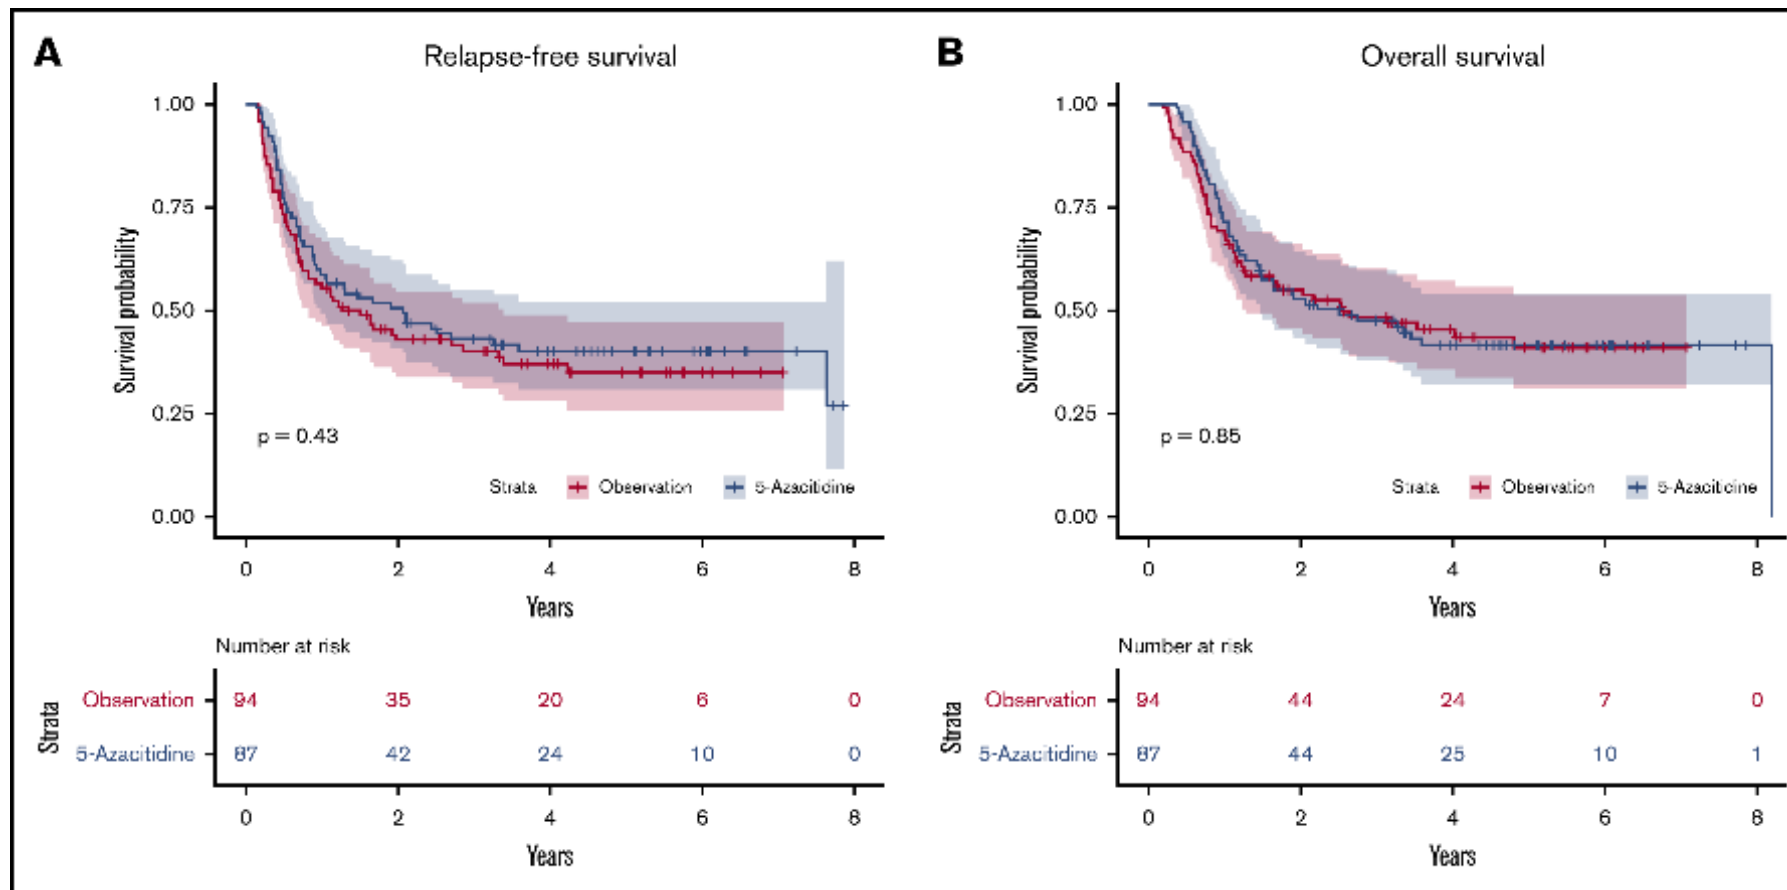 A
Relapse-free survival
1.00
0.75
0.50
0.25
0.00
Survival probability
p = 0.43
Strata Observation 5-Azacitidine
0 2 4 6 8
Years
Number at risk
Strata
Observation 94 35 20 6 0
5-Azacitidine 87 42 24 10 0
0 2 4 6 8
Years
B
Overall survival
1.00
0.75
0.50
0.25
0.00
Survival probability
p = 0.85
Strata Observation 5-Azacitidine
0 2 4 6 8
Years
Number at risk
Strata
Observation 94 44 24 7 0
5-Azacitidine 87 44 25 10 1
0 2 4 6 8
Years